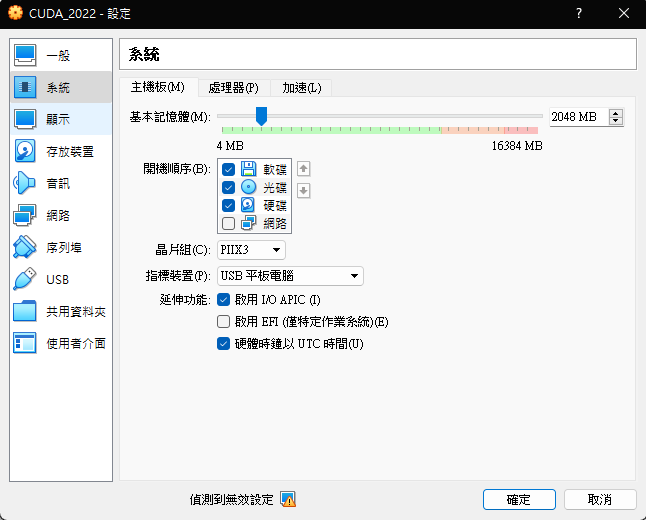 CUDA_2022 - 設定
一般
系統
顯示
存放裝置
音訊
網路
序列埠
USB
共用資料夾
使用者介面
系統
主機板(M) 處理器(P) 加速(L)
基本記憶體(M): 2048 MB
4 MB 16384 MB
開機順序(B): 軟碟
光碟
硬碟
網路
晶片組(C): PIIX3
指標裝置(P): USB 平板電腦
延伸功能: 啟用 I/O APIC (I)
啟用 EFI (僅特定作業系統)(E)
硬體時鐘以 UTC 時間(U)
偵測到無效設定 確定 取消